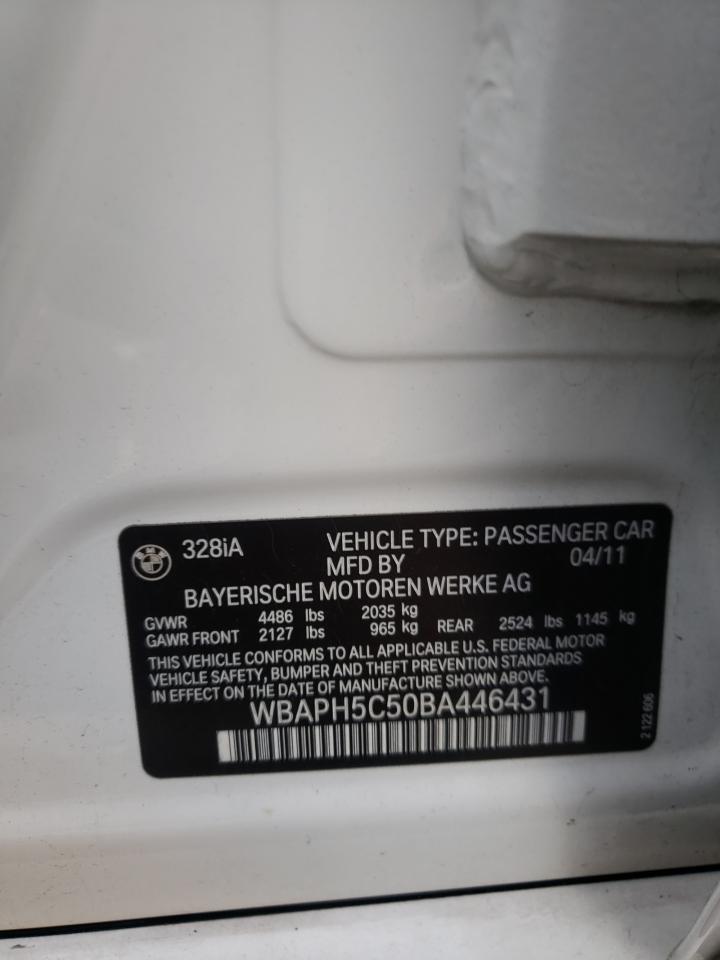 BMW
328iA VEHICLE TYPE: PASSENGER CAR
MFD BY 04/11
BAYERISCHE MOTOREN WERKE AG
GVWR 4486 lbs 2035 kg
GAWR FRONT 2127 lbs 965 kg REAR 2524 lbs 1145 kg
THIS VEHICLE CONFORMS TO ALL APPLICABLE U.S. FEDERAL MOTOR
VEHICLE SAFETY, BUMPER AND THEFT PREVENTION STANDARDS
IN EFFECT ON THE DATE OF MANUFACTURE SHOWN ABOVE.
WBAPH5C50BA446431
2 122 606